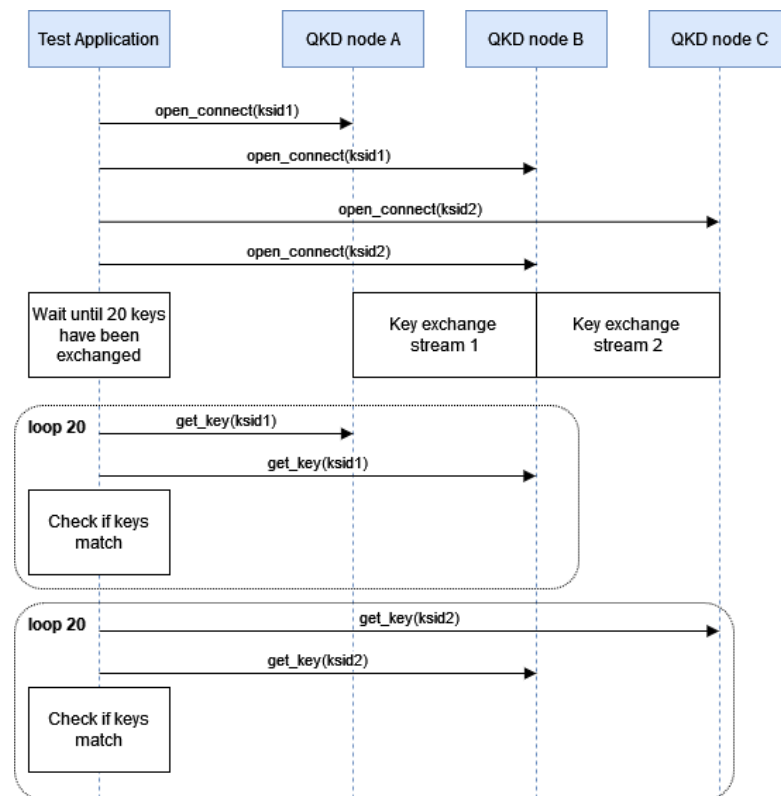 Test Application
QKD node A
QKD node B
QKD node C
open_connect(ksid1)
open_connect(ksid1)
open_connect(ksid2)
open_connect(ksid2)
Wait until 20 keys
have been
exchanged
Key exchange
stream 1
Key exchange
stream 2
loop 20
get_key(ksid1)
get_key(ksid1)
Check if keys
match
loop 20
get_key(ksid2)
get_key(ksid2)
Check if keys
match